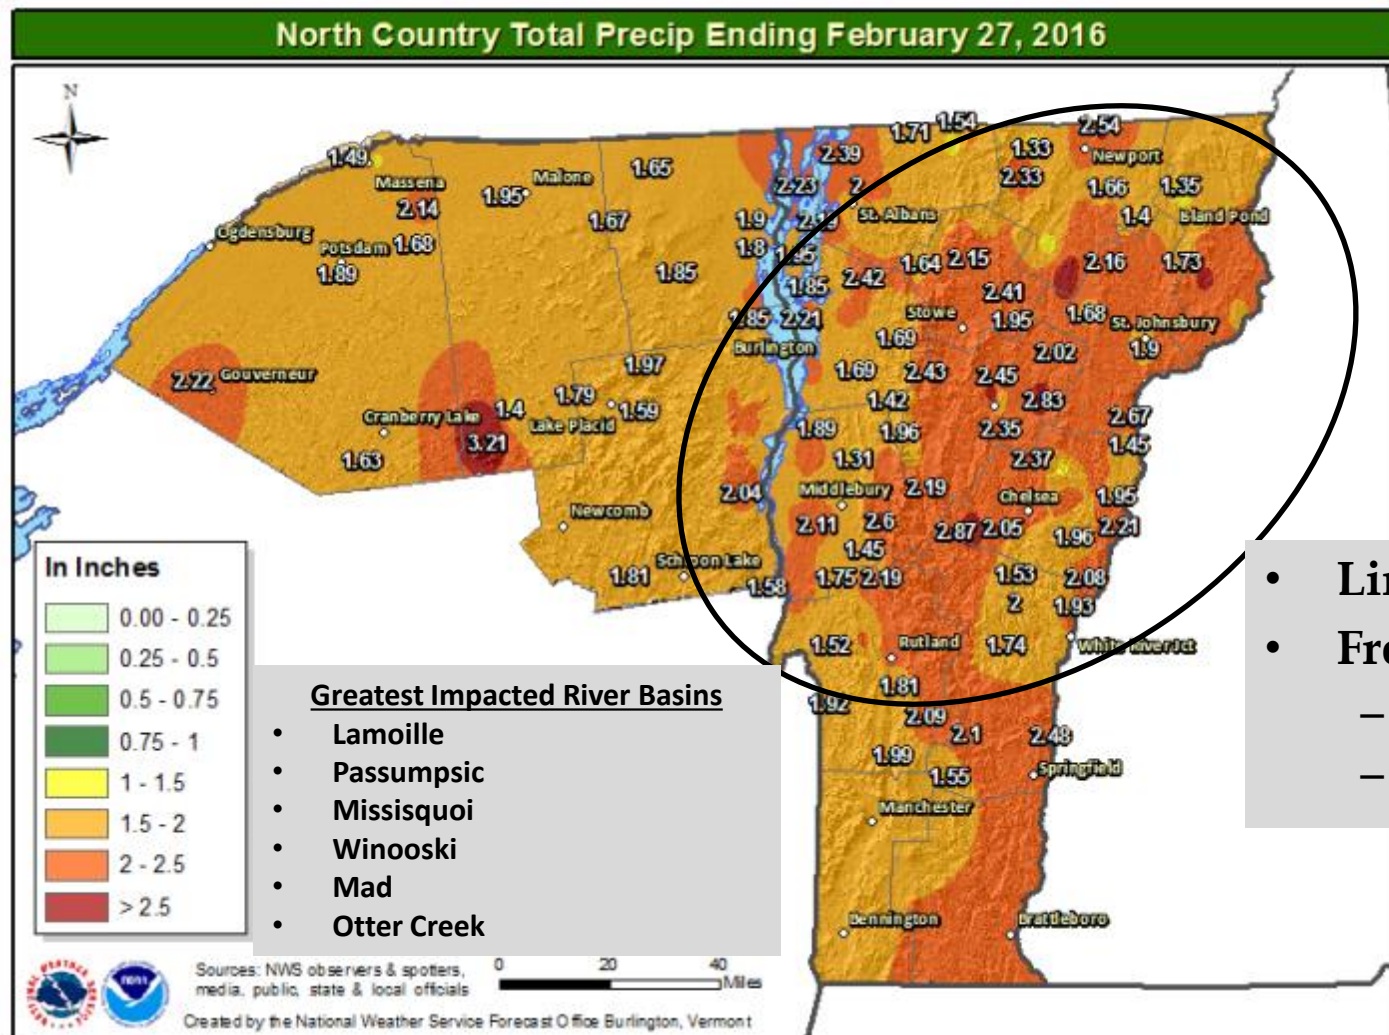 North Country Total Precip Ending February 27, 2016
N
1.54
1.71
2.54
1.49
2.39
1.33
Newport
Massena
1.95
Malone
1.65
2.23
2
2.33
1.66
1.35
2.14
1.67
1.9
2.19
St. Albans
1.4
Island Pond
Ogdensburg
Potsdam
1.68
1.8
1.95
1.89
1.85
1.85
2.42
1.64
2.15
2.16
1.73
2.41
1.85
2.21
Stowe
1.95
1.68
St. Johnsbury
Burlington
1.69
2.02
1.9
2.22
Gouverneur
1.97
1.69
2.43
2.45
1.79
1.59
1.42
2.83
Cranberry Lake
1.4
Lake Placid
1.89
1.96
2.35
2.67
3.21
1.45
1.63
1.31
2.37
2.04
Middlebury
2.19
Chelsea
1.95
Newcomb
2.11
2.6
2.87
2.05
1.96
2.21
1.45
Schroon Lake
1.81
1.58
1.75
2.19
1.53
2.08
2
1.93
1.52
Rutland
1.74
White River Jct
1.81
1.92
2.09
2.1
2.48
1.99
1.55
Springfield
Manchester
Bennington
Brattleboro
In Inches
0.00 - 0.25
0.25 - 0.5
0.5 - 0.75
0.75 - 1
1 - 1.5
1.5 - 2
2 - 2.5
> 2.5
Greatest Impacted River Basins
• Lamoille
• Passumpsic
• Missisquoi
• Winooski
• Mad
• Otter Creek
•
•
–
–
Sources: NWS observers & spotters,
media, public, state & local officials
0 20 40
Miles
Created by the National Weather Service Forecast Office Burlington, Vermont